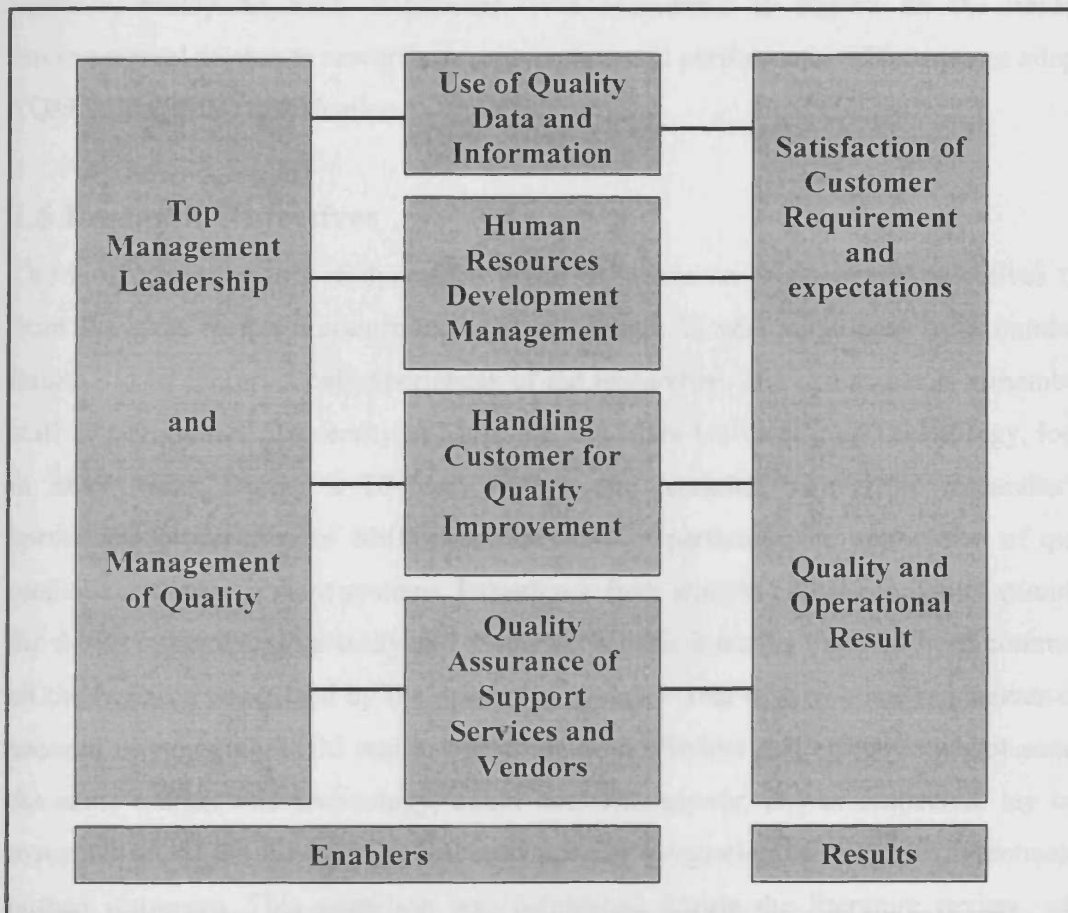 Top
Management
Leadership
and
Management
of Quality
Use of Quality
Data and
Information
Human
Resources
Development
Management
Handling
Customer for
Quality
Improvement
Quality
Assurance of
Support
Services and
Vendors
Satisfaction of
Customer
Requirement
and
expectations
Quality and
Operational
Result
Enablers
Results